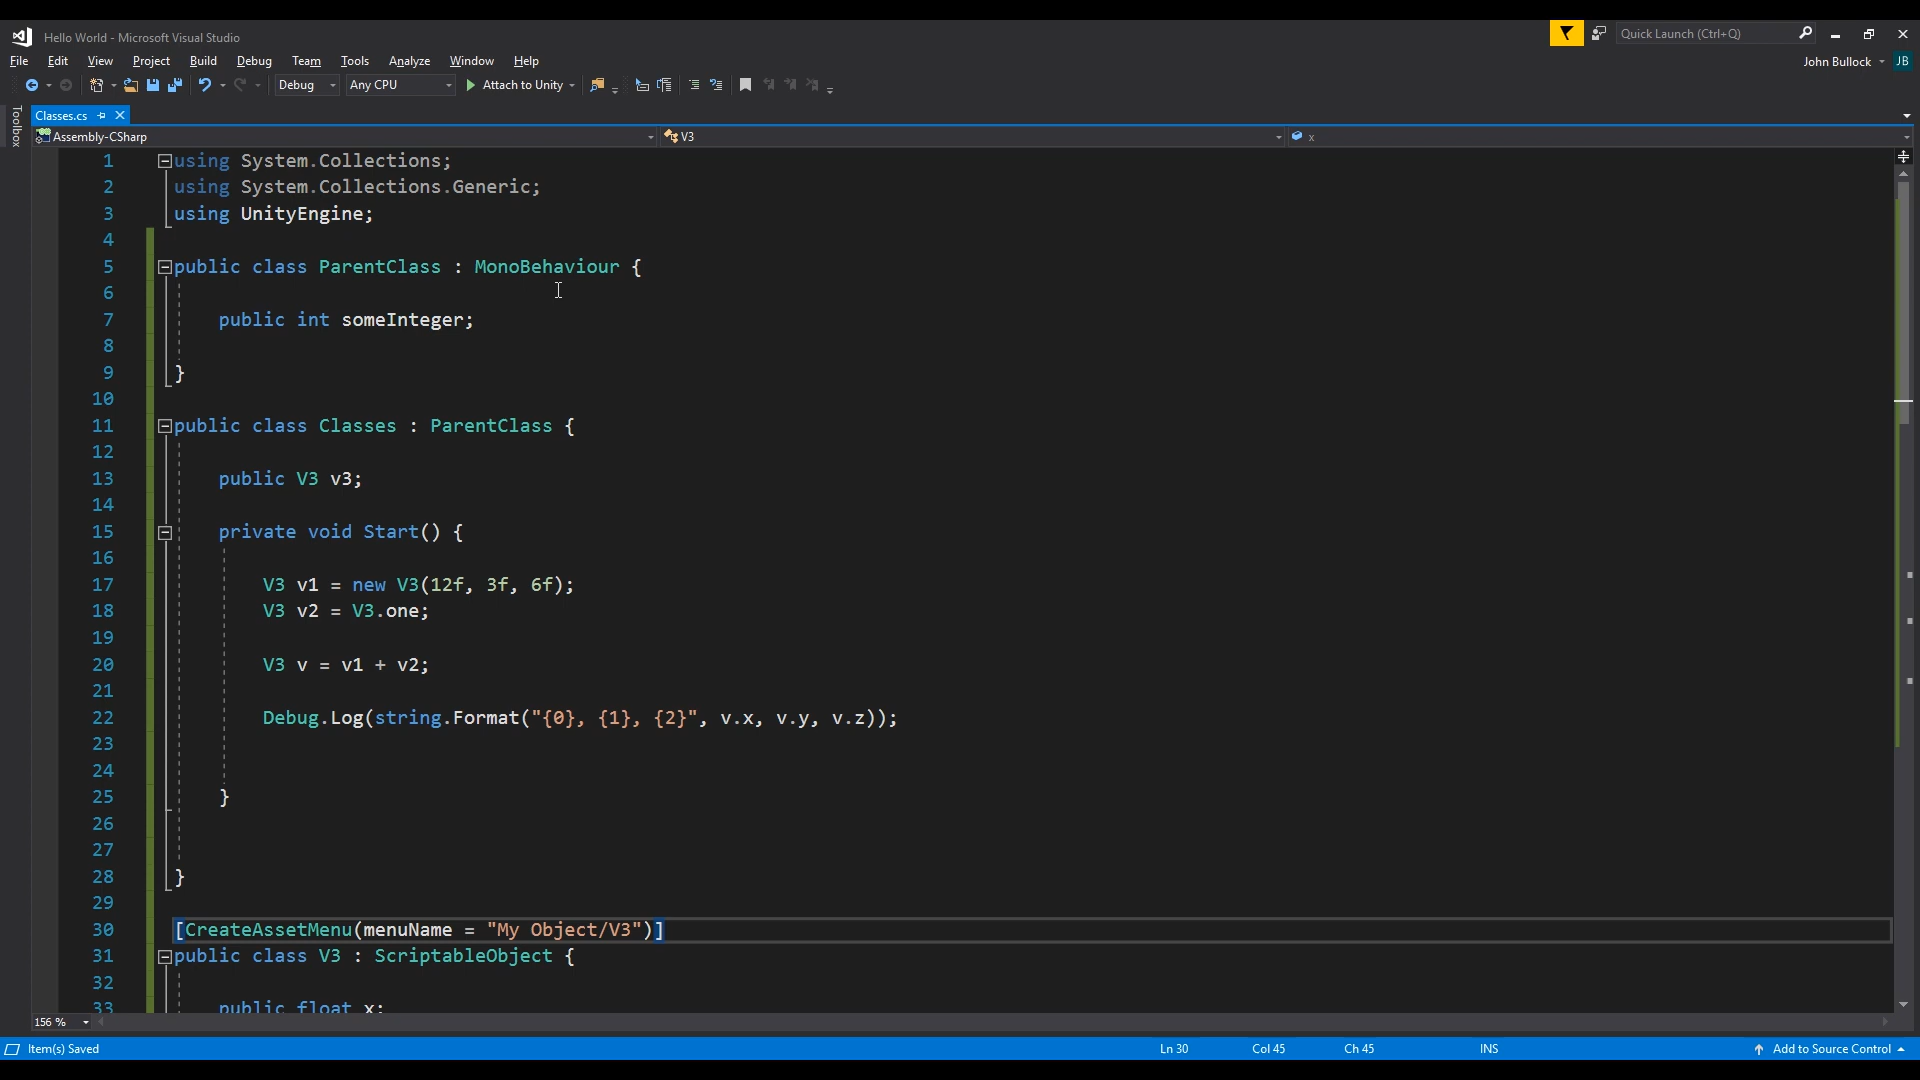 Hello World - Microsoft Visual Studio
Quick Launch (Ctrl+Q)
File Edit View Project Build Debug Team Tools Analyze Window Help
John Bullock JB
Debug Any CPU Attach to Unity
Toolbox
Classes.cs
Assembly-CSharp V3 x
1 using System.Collections;
2 using System.Collections.Generic;
3 using UnityEngine;
4
5 public class ParentClass : MonoBehaviour {
6
7 public int someInteger;
8
9 }
10
11 public class Classes : ParentClass {
12
13 public V3 v3;
14
15 private void Start() {
16
17 V3 v1 = new V3(12f, 3f, 6f);
18 V3 v2 = V3.one;
19
20 V3 v = v1 + v2;
21
22 Debug.Log(string.Format("{0}, {1}, {2}", v.x, v.y, v.z));
23
24
25 }
26
27
28 }
29
30 [CreateAssetMenu(menuName = "My Object/V3")]
31 public class V3 : ScriptableObject {
32
33 public float x;
156 %
Item(s) Saved Ln 30 Col 45 Ch 45 INS Add to Source Control